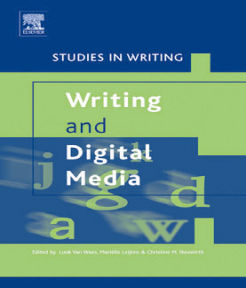 ELSEVIER
STUDIES IN WRITING
Writing
and
Digital
Media
j k
g d
a w
Edited by Luuk Van Waes, Mariëlle Leijten & Christine M. Neuwirth